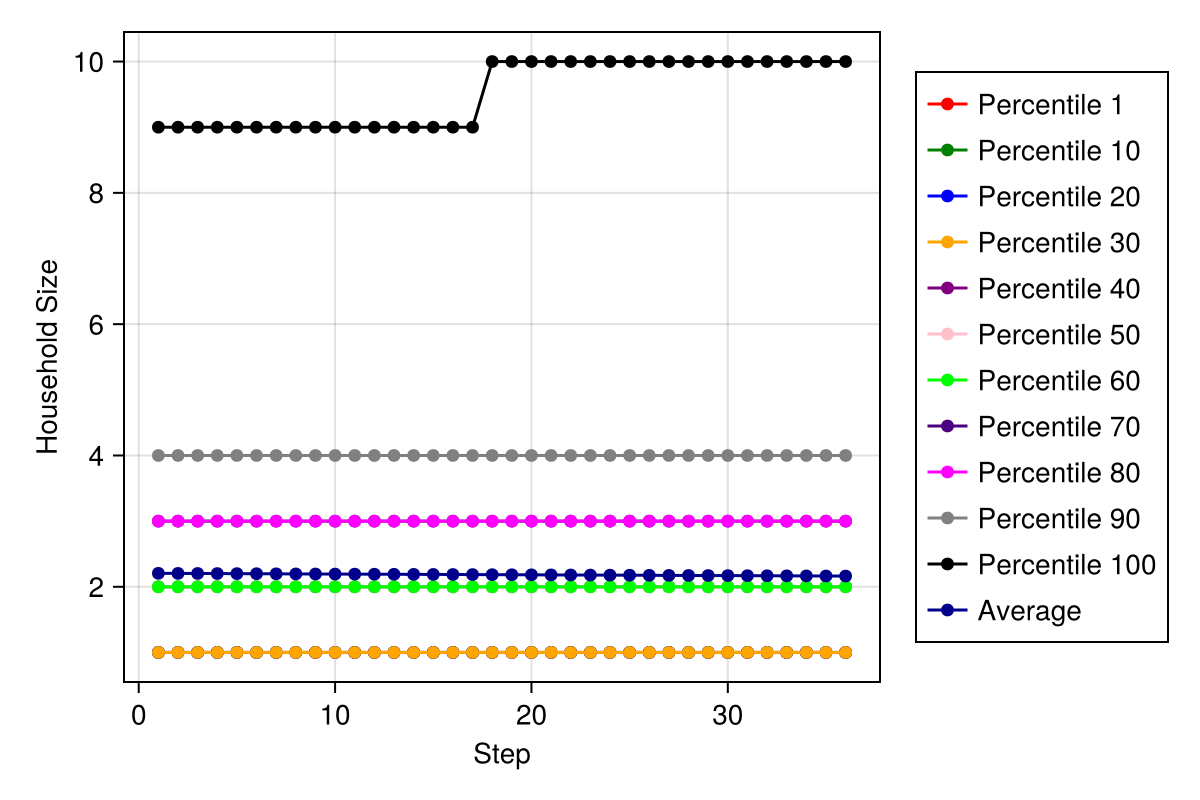 10
8
6
4
2
Household Size
0 10 20 30
Step
Percentile 1
Percentile 10
Percentile 20
Percentile 30
Percentile 40
Percentile 50
Percentile 60
Percentile 70
Percentile 80
Percentile 90
Percentile 100
Average